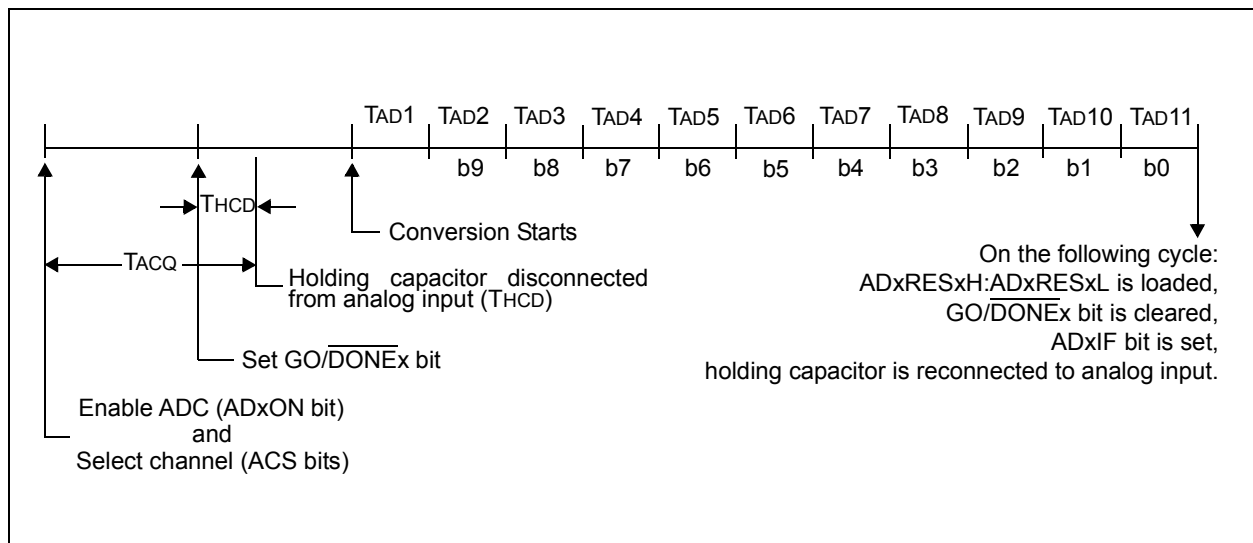 TAD1 TAD2 TAD3 TAD4 TAD5 TAD6 TAD7 TAD8 TAD9 TAD10 TAD11
b9 b8 b7 b6 b5 b4 b3 b2 b1 b0
THCD
Conversion Starts
TACQ
Holding capacitor disconnected
from analog input (THCD)
Set GO/DONEx bit
Enable ADC (ADxON bit)
and
Select channel (ACS bits)
On the following cycle:
ADxRESxH:ADxRESxL is loaded,
GO/DONEx bit is cleared,
ADxIF bit is set,
holding capacitor is reconnected to analog input.